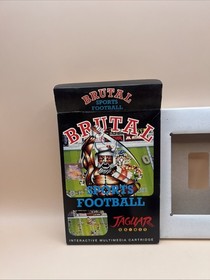 BRUTAL
SPORTS
FOOTBALL
BRUTAL
SPORTS
FOOTBALL
JAGUAR
INTERACTIVE MULTIMEDIA CARTRIDGE